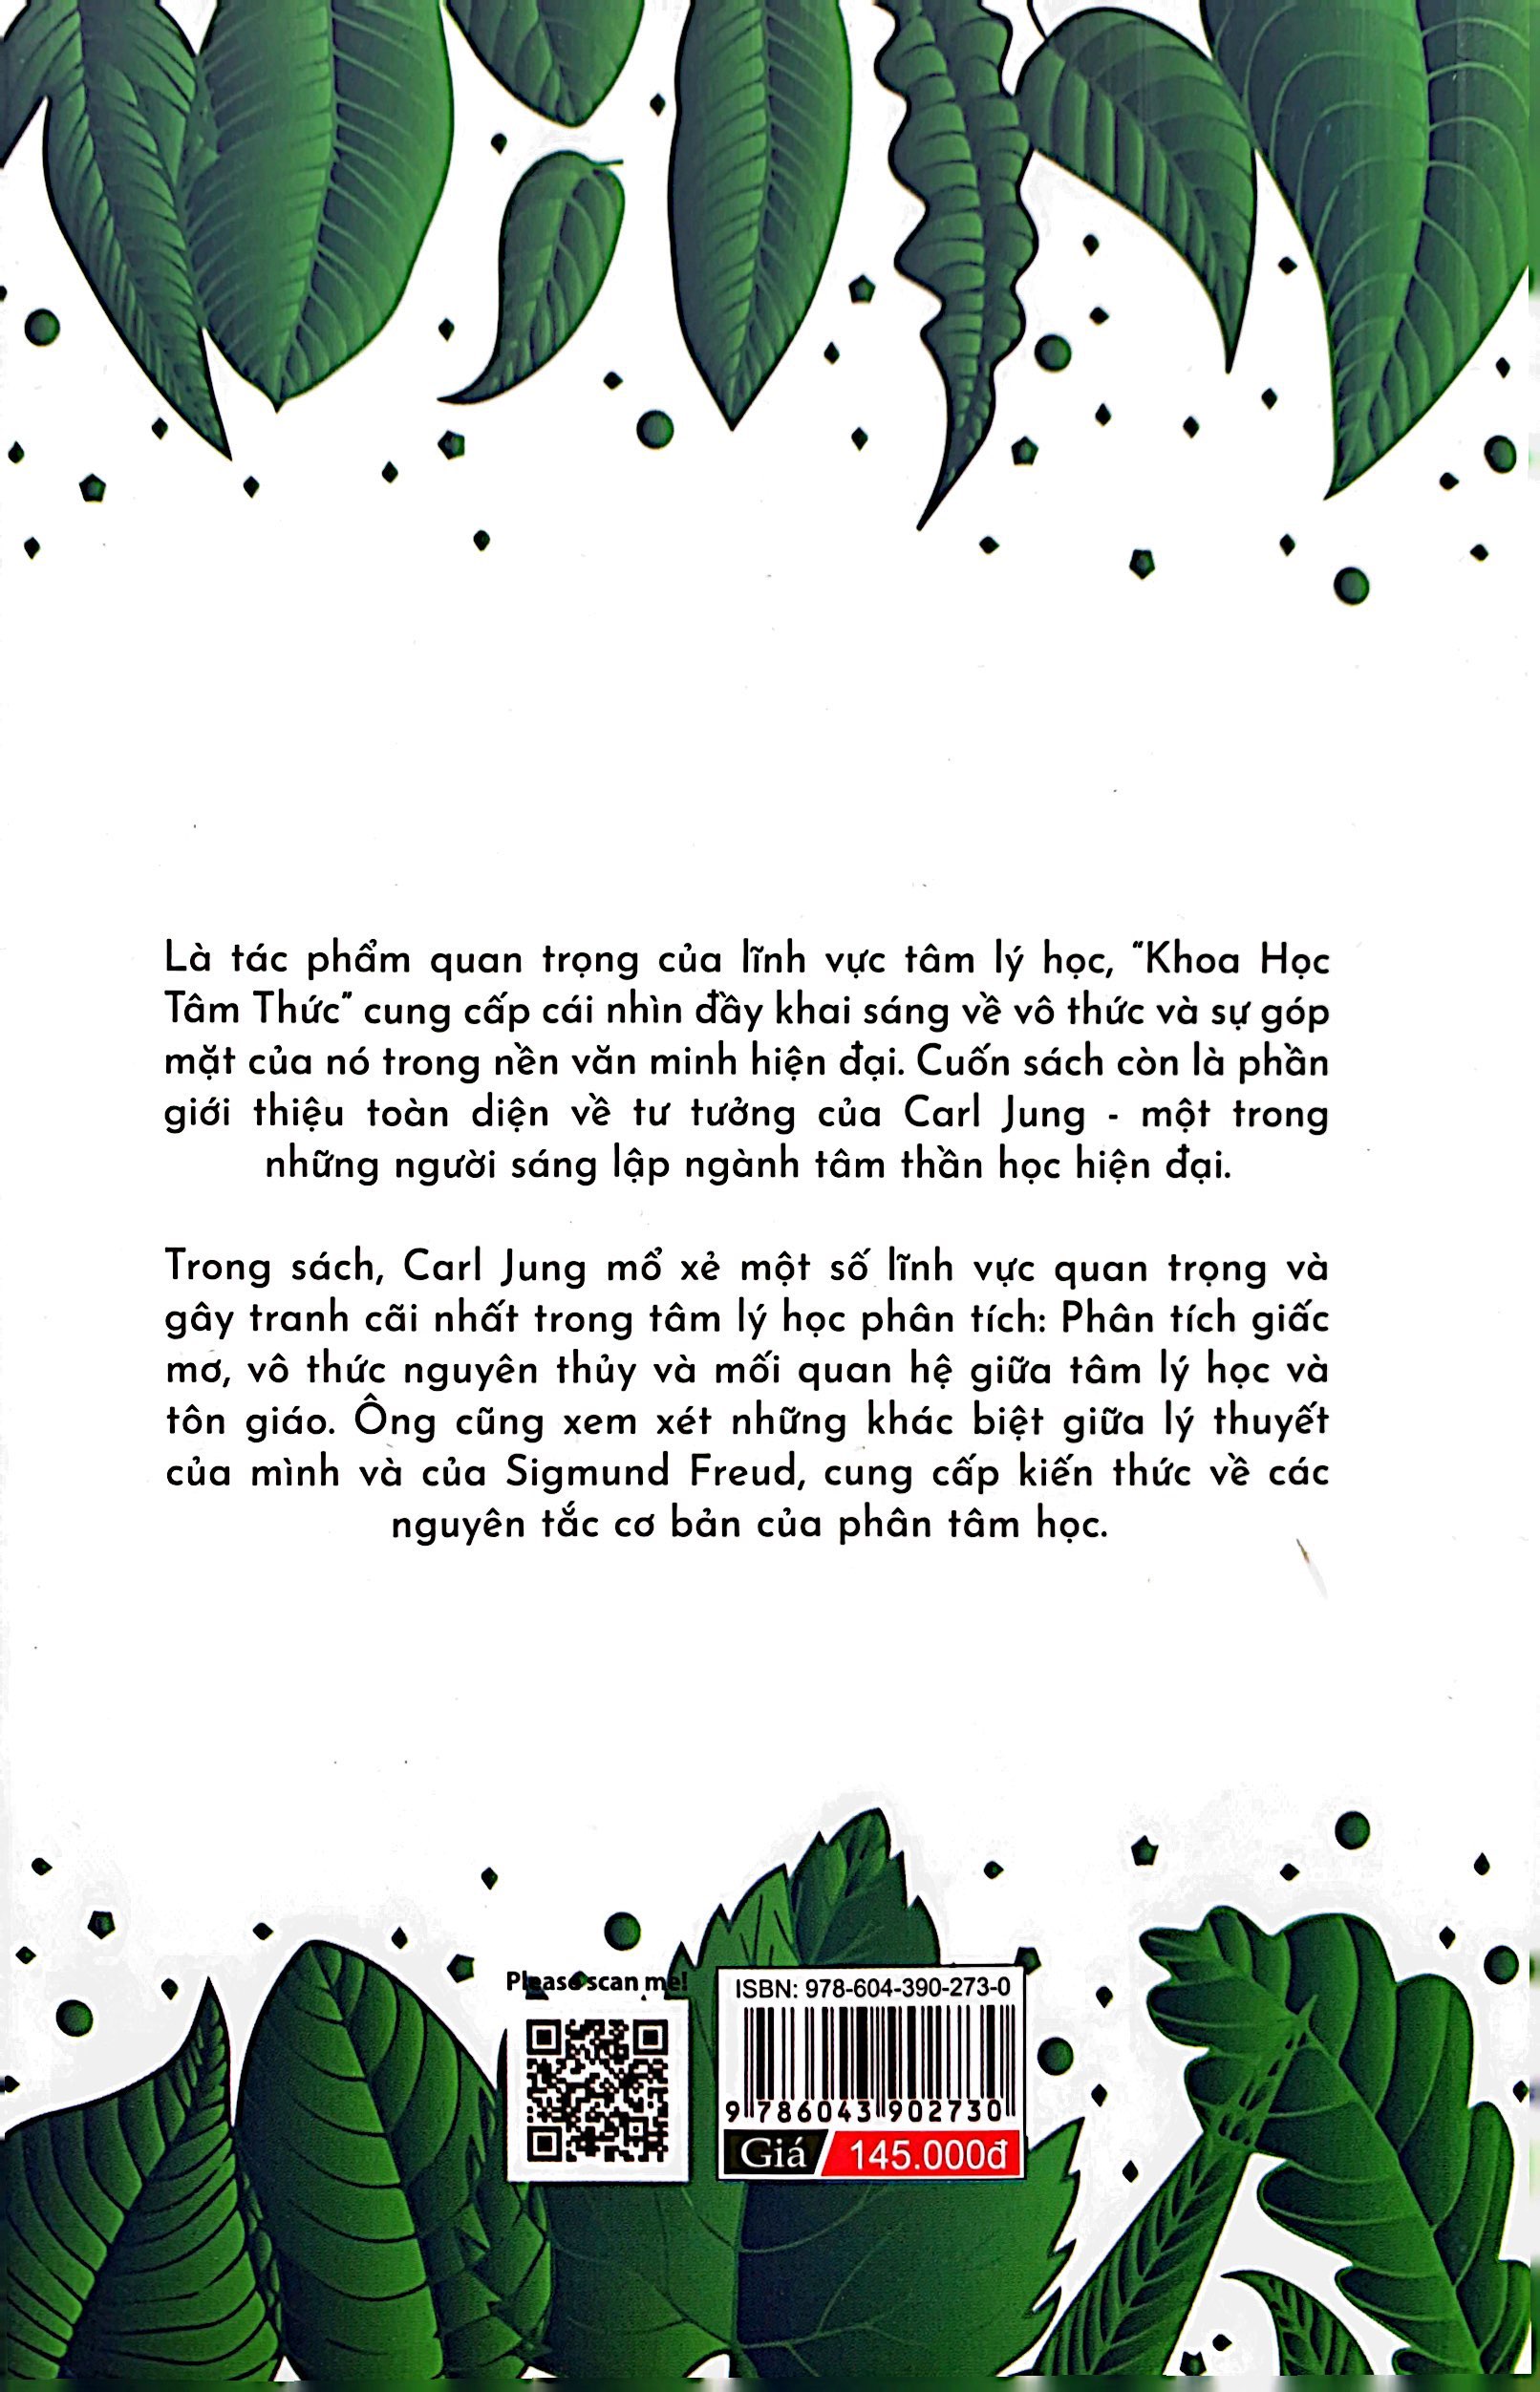 Là tác phẩm quan trọng của lĩnh vực tâm lý học, “Khoa Học
Tâm Thức” cung cấp cái nhìn đầy khai sáng về vô thức và sự góp
mặt của nó trong nền văn minh hiện đại. Cuốn sách còn là phần
giới thiệu toàn diện về tư tưởng của Carl Jung - một trong
những người sáng lập ngành tâm thần học hiện đại.
Trong sách, Carl Jung mổ xẻ một số lĩnh vực quan trọng và
gây tranh cãi nhất trong tâm lý học phân tích: Phân tích giấc
mơ, vô thức nguyên thủy và mối quan hệ giữa tâm lý học và
tôn giáo. Ông cũng xem xét những khác biệt giữa lý thuyết
của mình và của Sigmund Freud, cung cấp kiến thức về các
nguyên tắc cơ bản của phân tâm học.
Please scan me!
ISBN: 978-604-390-273-0
9 786043 902730
Giá 145.000đ